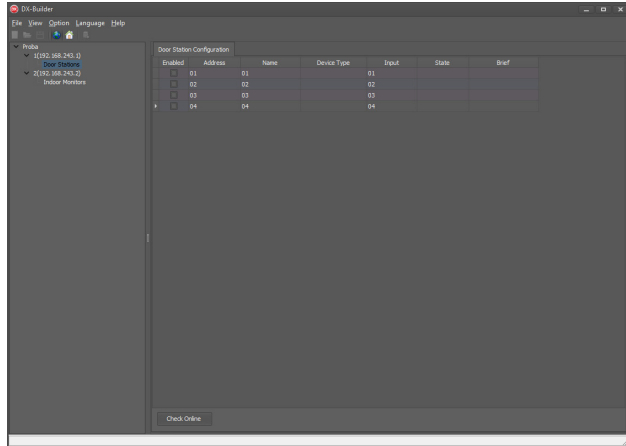 DX-Builder
File View Option Language Help
Proba
1(192.168.243.1)
Door Stations
2(192.168.243.2)
Indoor Monitors
Door Station Configuration
Enabled Address Name Device Type Input State Brief
01 01 01
02 02 02
03 03 03
04 04 04
Check Online